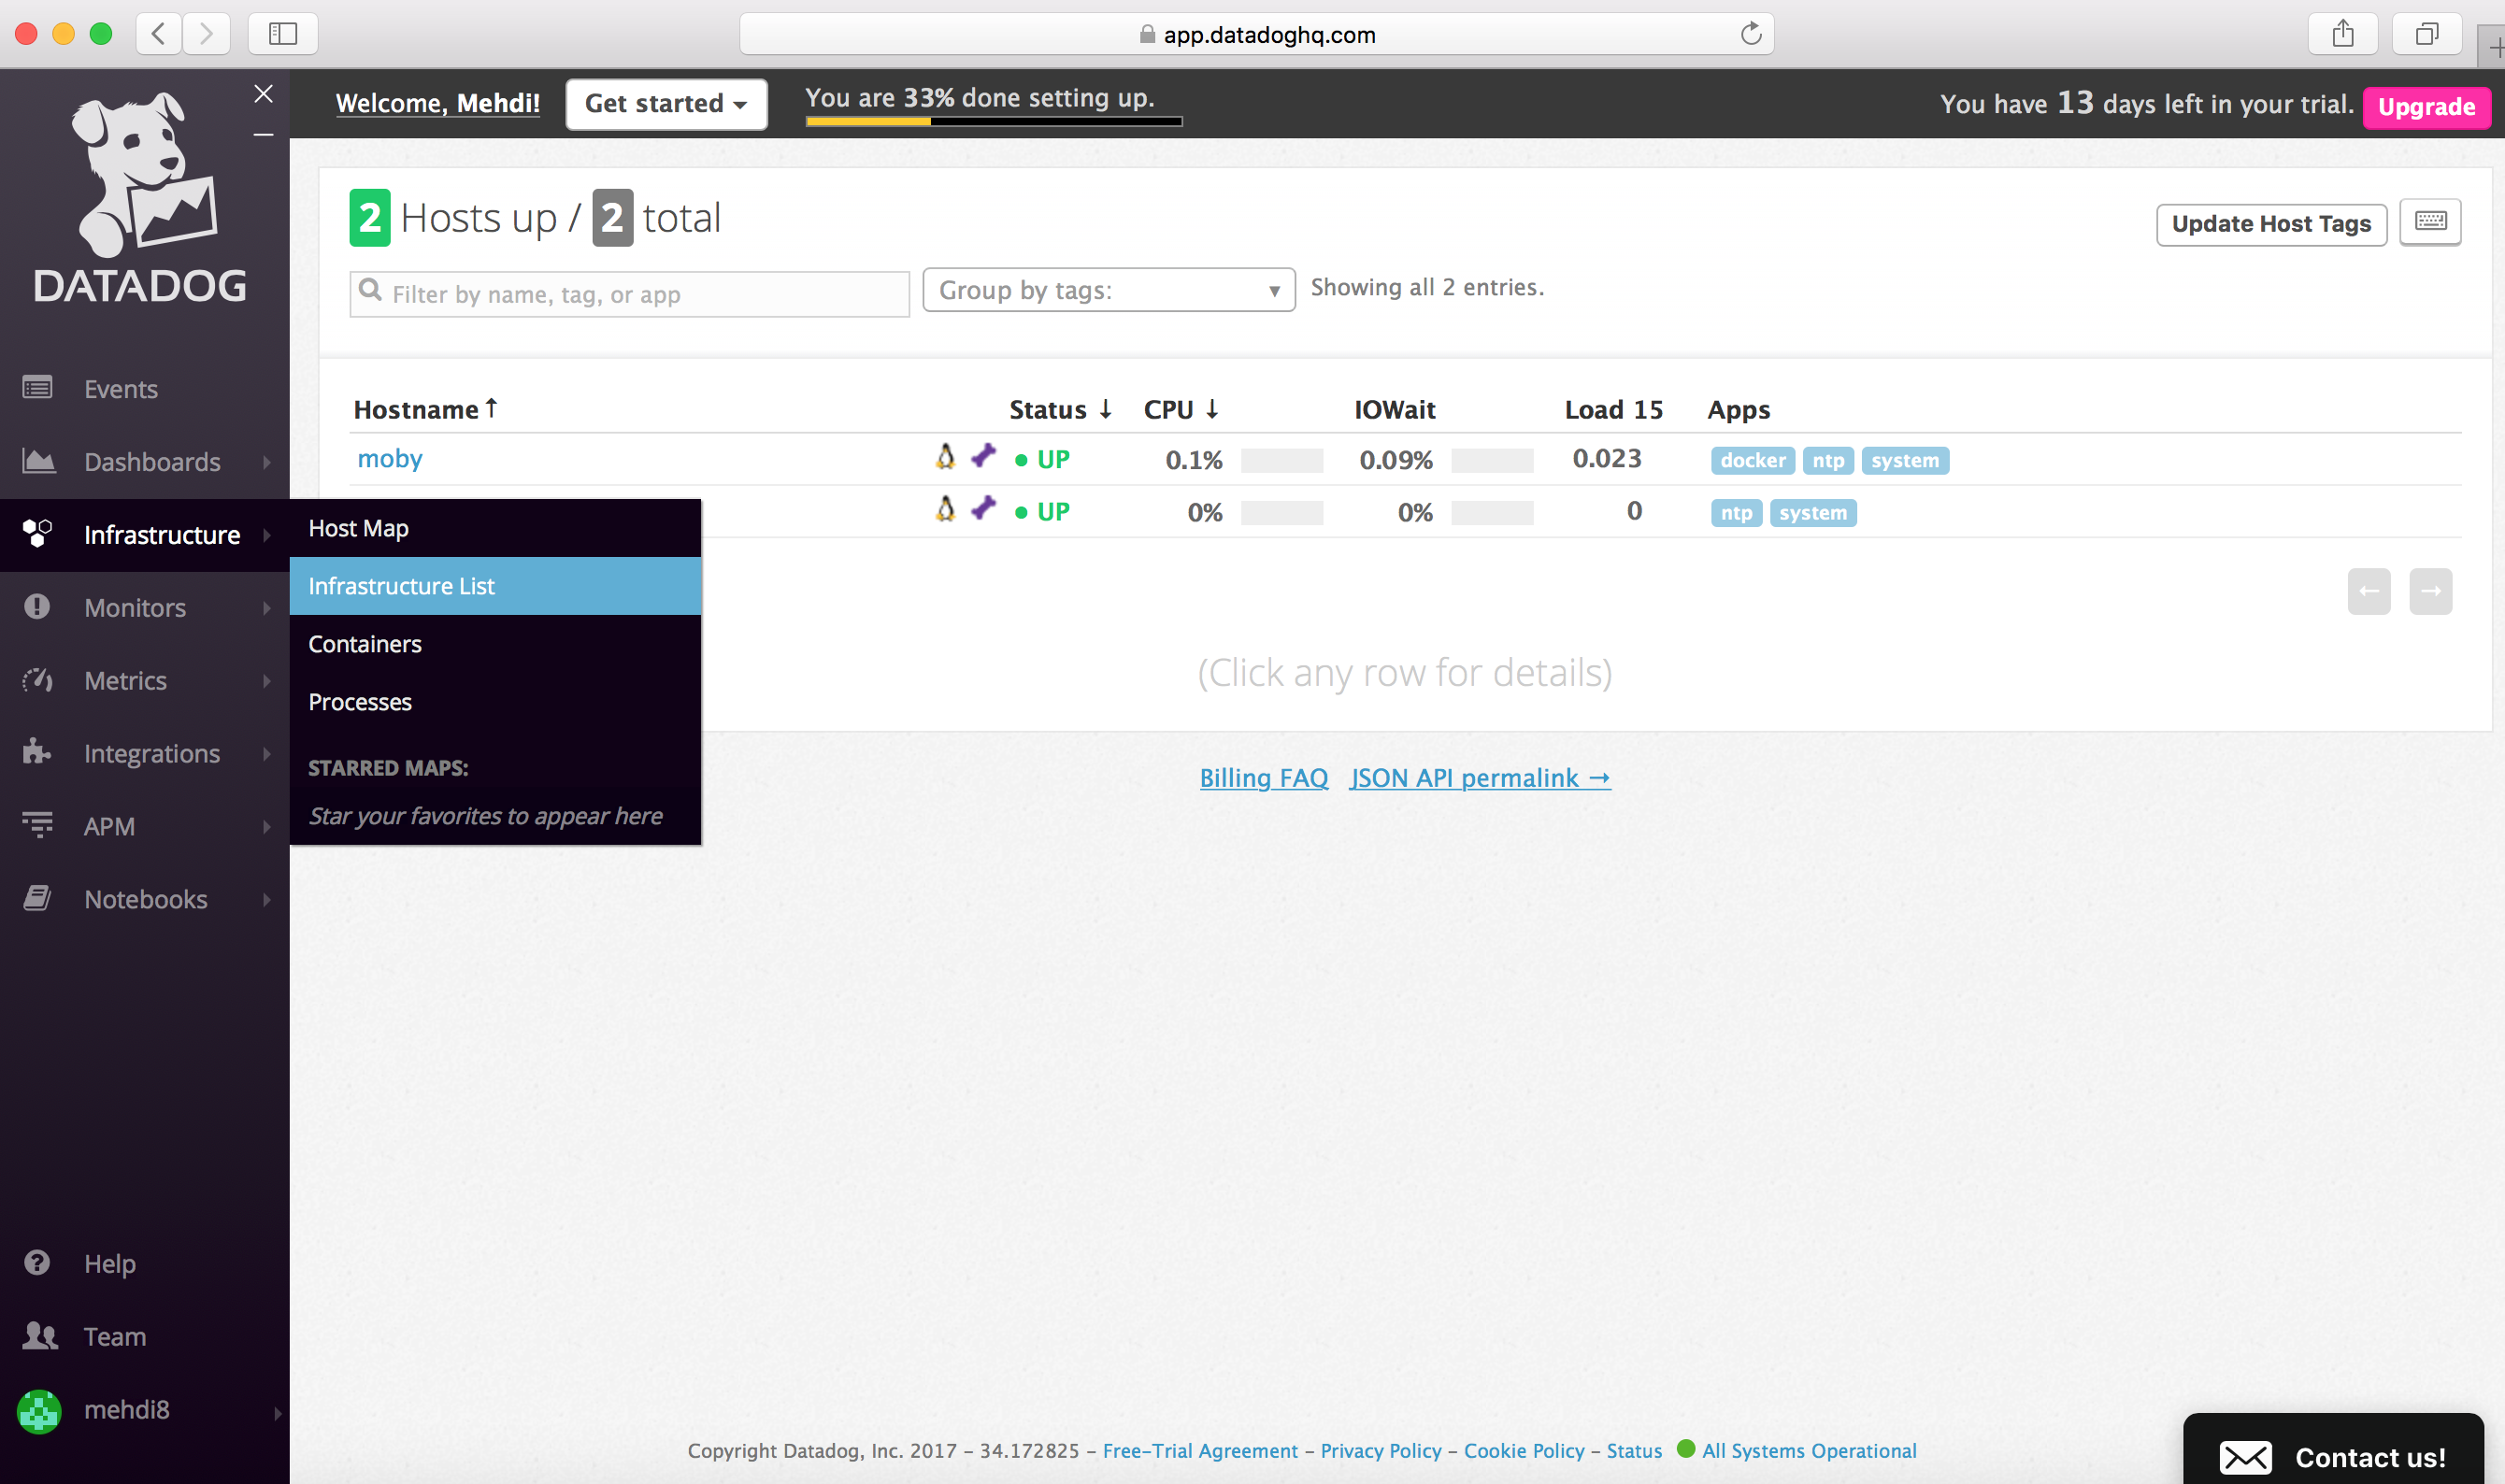 app.datadoghq.com
Welcome, Mehdi!
Get started
You are 33% done setting up.
You have 13 days left in your trial.
Upgrade
DATADOG
2 Hosts up / 2 total
Update Host Tags
Filter by name, tag, or app
Group by tags:
Showing all 2 entries.
Events
Dashboards
Infrastructure
Monitors
Metrics
Integrations
APM
Notebooks
Help
Team
mehdi8
Hostname Status CPU IOWait Load 15 Apps
moby UP 0.1% 0.09% 0.023 docker ntp system
UP 0% 0% 0 ntp system
Host Map
Infrastructure List
Containers
Processes
STARRED MAPS:
Star your favorites to appear here
(Click any row for details)
Billing FAQ JSON API permalink →
Copyright Datadog, Inc. 2017 – 34.172825 – Free-Trial Agreement – Privacy Policy – Cookie Policy – Status All Systems Operational
Contact us!